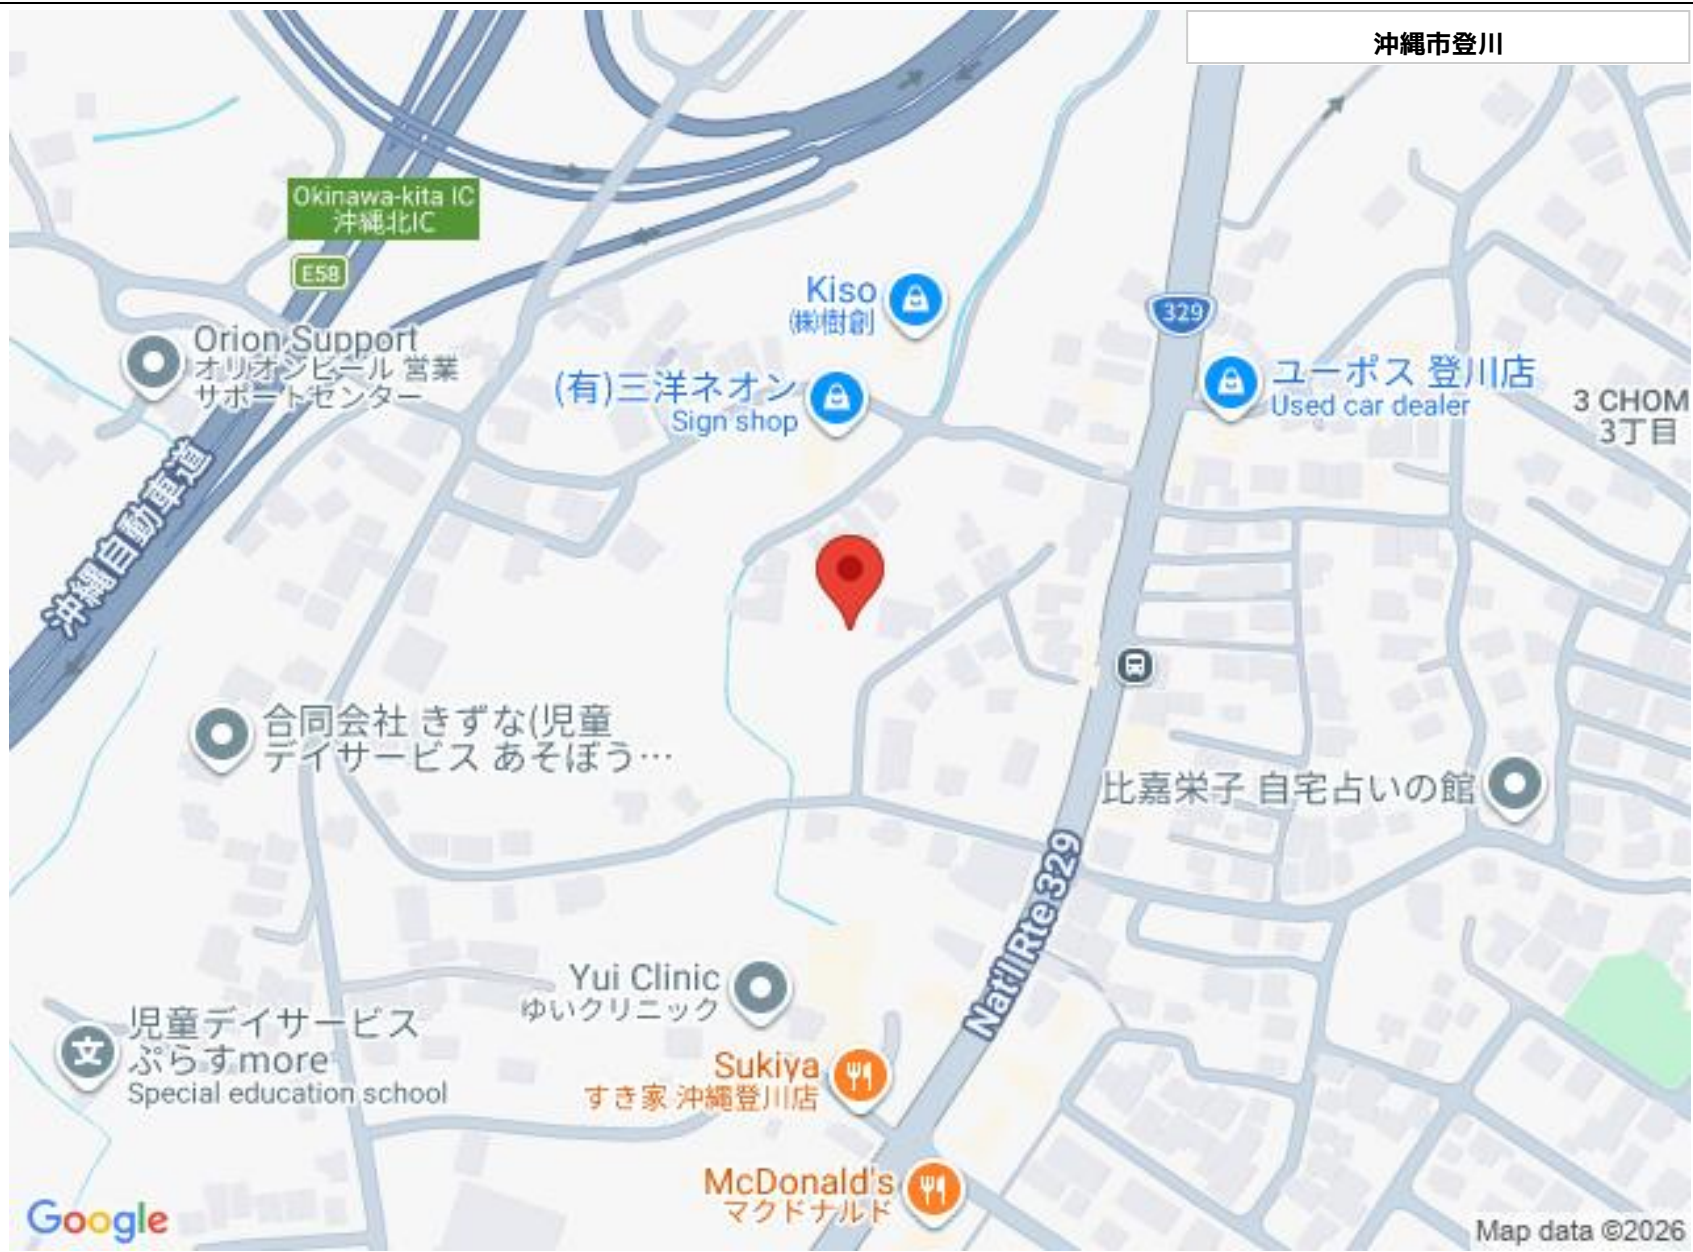 沖縄市登川
Okinawa-kita IC
沖縄北IC
E58
Kiso
㈱樹創
329
Orion Support
オリオンビール 営業
サポートセンター
(有)三洋ネオン
Sign shop
ユーポス 登川店
Used car dealer
3 CHOM
3丁目
沖縄自動車道
合同会社 きずな(児童
デイサービス あそぼう…
比嘉栄子 自宅占いの館
Nat'l Rte 329
Yui Clinic
ゆいクリニック
児童デイサービス
ぷらすmore
Special education school
Sukiya
すき家 沖縄登川店
McDonald's
マクドナルド
Google
Map data ©2026